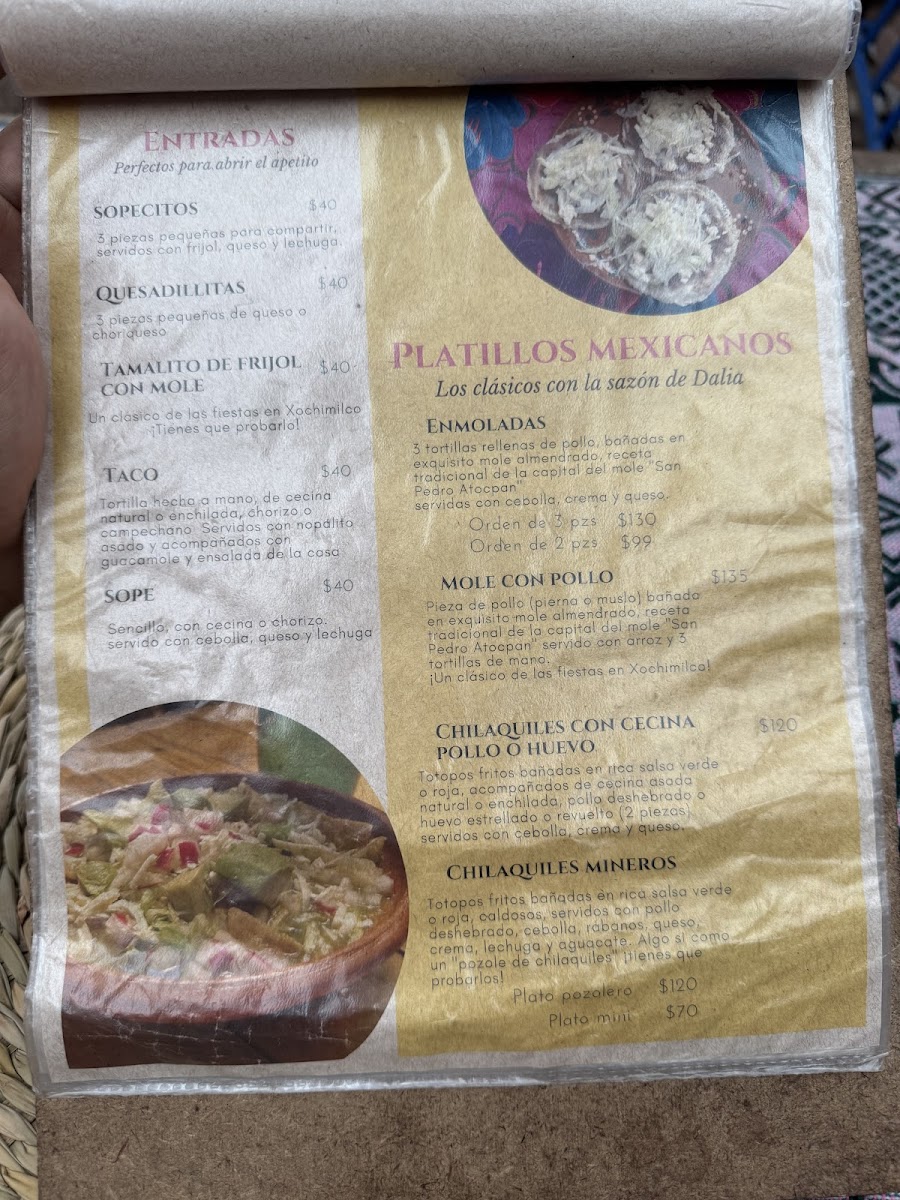 ENTRADAS
Perfectos para abrir el apetito
SOPECITOS $40
3 piezas pequeñas para compartir,
servidos con frijol, queso y lechuga.
QUESADILLITAS $40
3 piezas pequeñas de queso o
choriqueso
TAMALITO DE FRIJOL $40
CON MOLE
Un clásico de las fiestas en Xochimilco
¡Tienes que probarlo!
TACO $40
Tortilla hecha a mano, de cecina
natural o enchilada, chorizo o
campechano. Servidos con nopalito
asado y acompañados con
guacamole y ensalada de la casa
SOPE $40
Sencillo, con cecina o chorizo.
servido con cebolla, queso y lechuga
PLATILLOS MEXICANOS
Los clásicos con la sazón de Dalia
ENMOLADAS
3 tortillas rellenas de pollo, bañadas en
exquisito mole almendrado, receta
tradicional de la capital del mole "San
Pedro Atocpan"
servidas con cebolla, crema y queso.
Orden de 3 pzs $130
Orden de 2 pzs $99
MOLE CON POLLO $135
Pieza de pollo (pierna o muslo) bañada
en exquisito mole almendrado, receta
tradicional de la capital del mole "San
Pedro Atocpan" servido con arroz y 3
tortillas de mano.
¡Un clásico de las fiestas en Xochimilco!
CHILAQUILES CON CECINA $120
POLLO O HUEVO
Totopos fritos bañadas en rica salsa verde
o roja, acompañados de cecina asada
natural o enchilada, pollo deshebrado o
huevo estrellado o revuelto (2 piezas)
servidos con cebolla, crema y queso.
CHILAQUILES MINEROS
Totopos fritos bañadas en rica salsa verde
o roja, caldosos, servidos con pollo
deshebrado, cebolla, rábanos, queso,
crema, lechuga y aguacate. Algo si como
un "pozole de chilaquiles" ¡tienes que
probarlos!
Plato pozolero $120
Plato mini $70